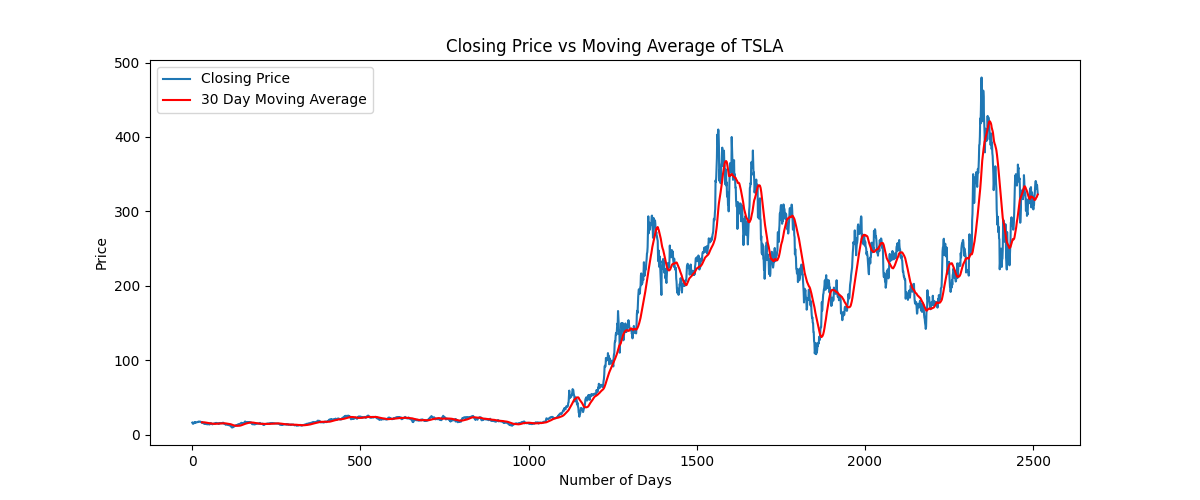 Closing Price vs Moving Average of TSLA
Closing Price
30 Day Moving Average
500
400
300
200
100
0
Price
0
500
1000
1500
2000
2500
Number of Days